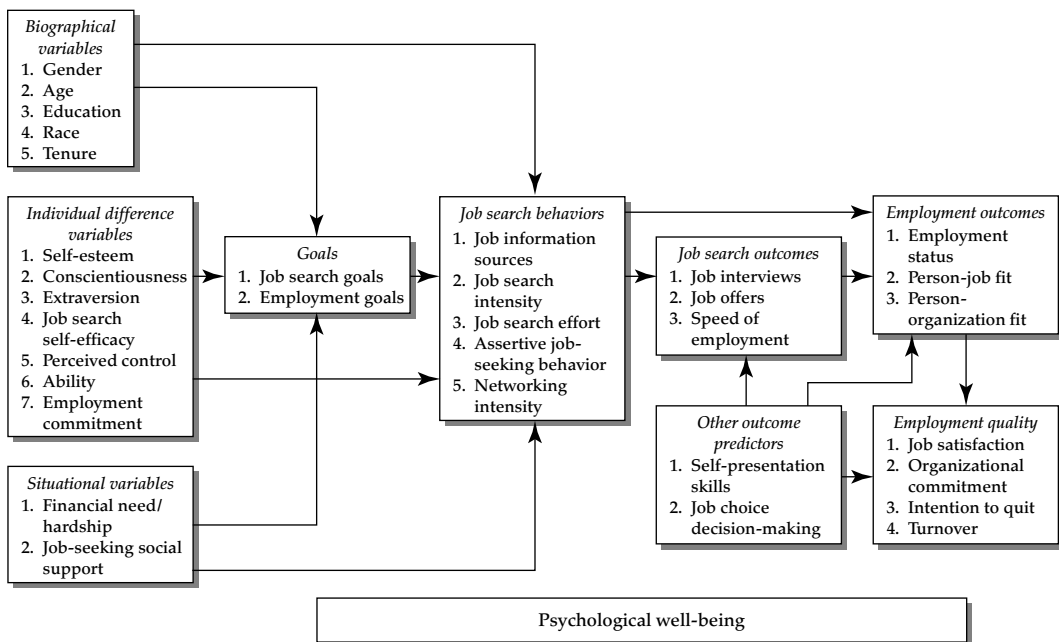 Biographical
variables
1. Gender
2. Age
3. Education
4. Race
5. Tenure
Individual difference
variables
1. Self-esteem
2. Conscientiousness
3. Extraversion
4. Job search
self-efficacy
5. Perceived control
6. Ability
7. Employment
commitment
Situational variables
1. Financial need/
hardship
2. Job-seeking social
support
Goals
1. Job search goals
2. Employment goals
Job search behaviors
1. Job information
sources
2. Job search
intensity
3. Job search effort
4. Assertive job-
seeking behavior
5. Networking
intensity
Job search outcomes
1. Job interviews
2. Job offers
3. Speed of
employment
Other outcome
predictors
1. Self-presentation
skills
2. Job choice
decision-making
Employment outcomes
1. Employment
status
2. Person-job fit
3. Person-
organization fit
Employment quality
1. Job satisfaction
2. Organizational
commitment
3. Intention to quit
4. Turnover
Psychological well-being